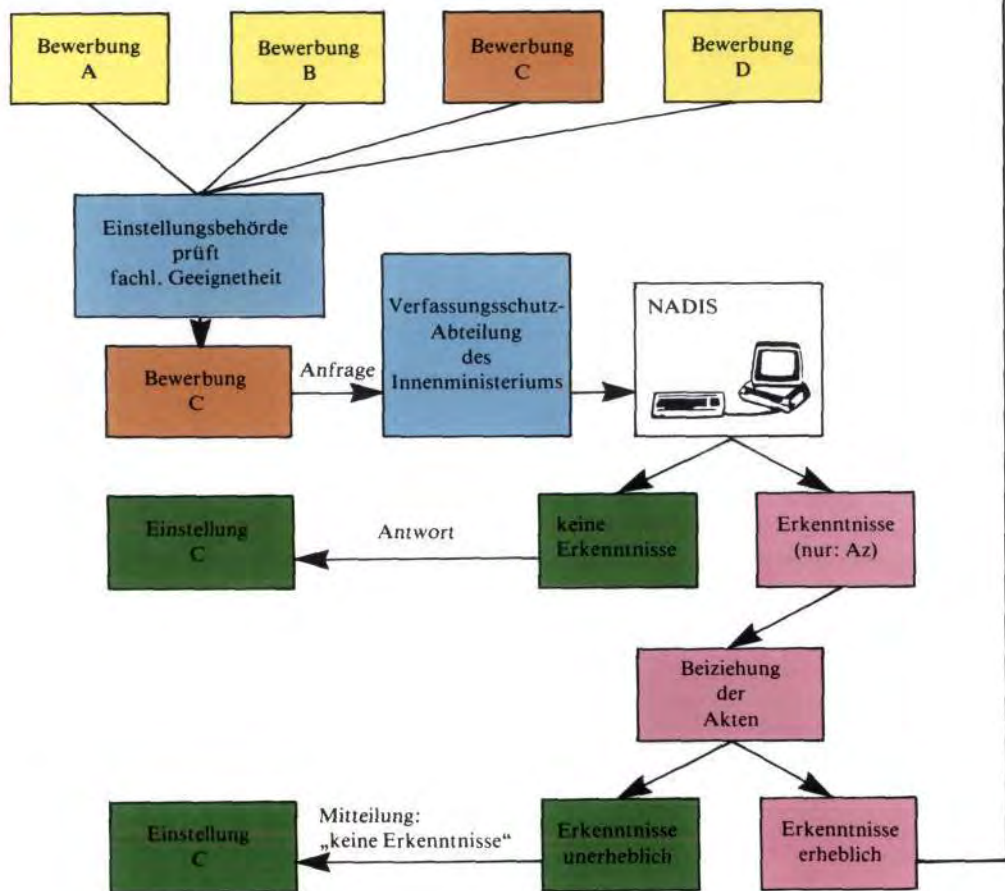 Bewerbung
A
Bewerbung
B
Bewerbung
C
Bewerbung
D
Einstellungsbehörde
prüft
fachl. Geeignetheit
Bewerbung
C
Anfrage
Verfassungsschutz-
Abteilung
des
Innenministeriums
NADIS
Einstellung
C
Antwort
keine
Erkenntnisse
Erkenntnisse
(nur: Az)
Beiziehung
der
Akten
Einstellung
C
Mitteilung:
„keine Erkenntnisse“
Erkenntnisse
unerheblich
Erkenntnisse
erheblich